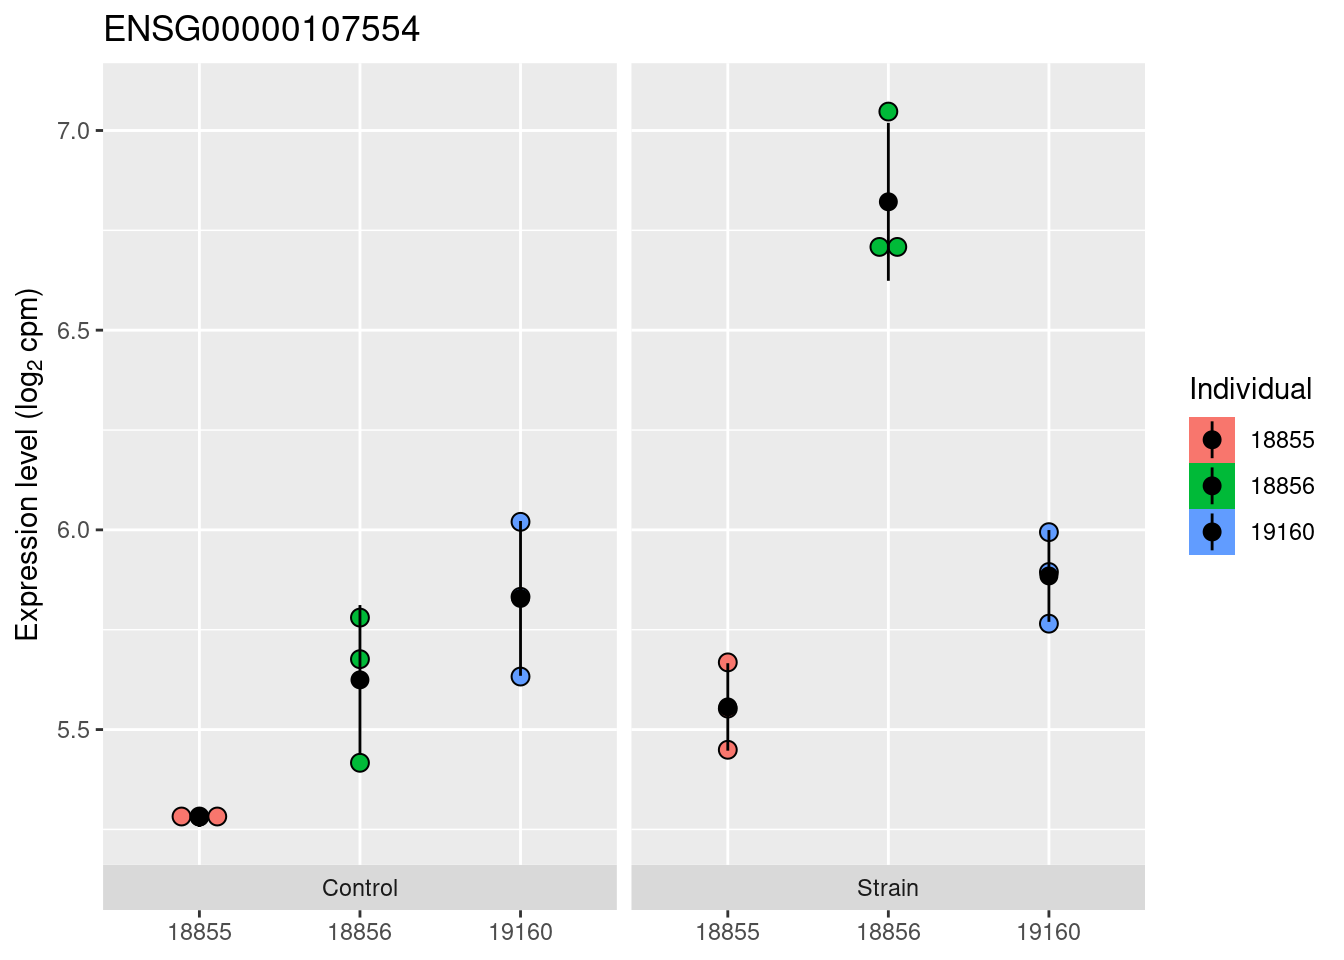 ENSG00000107554
Expression level (log₂ cpm)
7.0
6.5
6.0
5.5
Control
Strain
18855
18856
19160
18855
18856
19160
Individual
18855
18856
19160